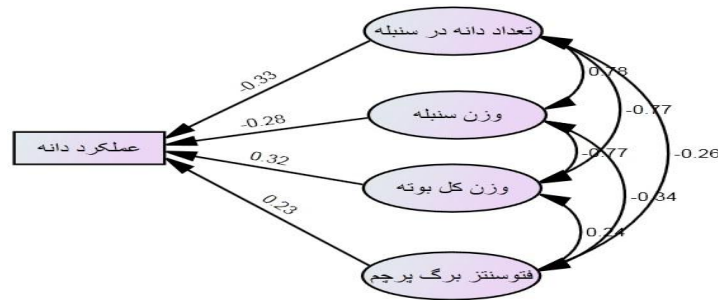 تعداد دانه در سنبله
-0.33
0.78
وزن سنبله
-0.28
-0.77
عملکرد دانه
-0.77
-0.26
0.32
وزن کل بوته
-0.34
0.23
0.24
فتوسنتز برگ پرچم